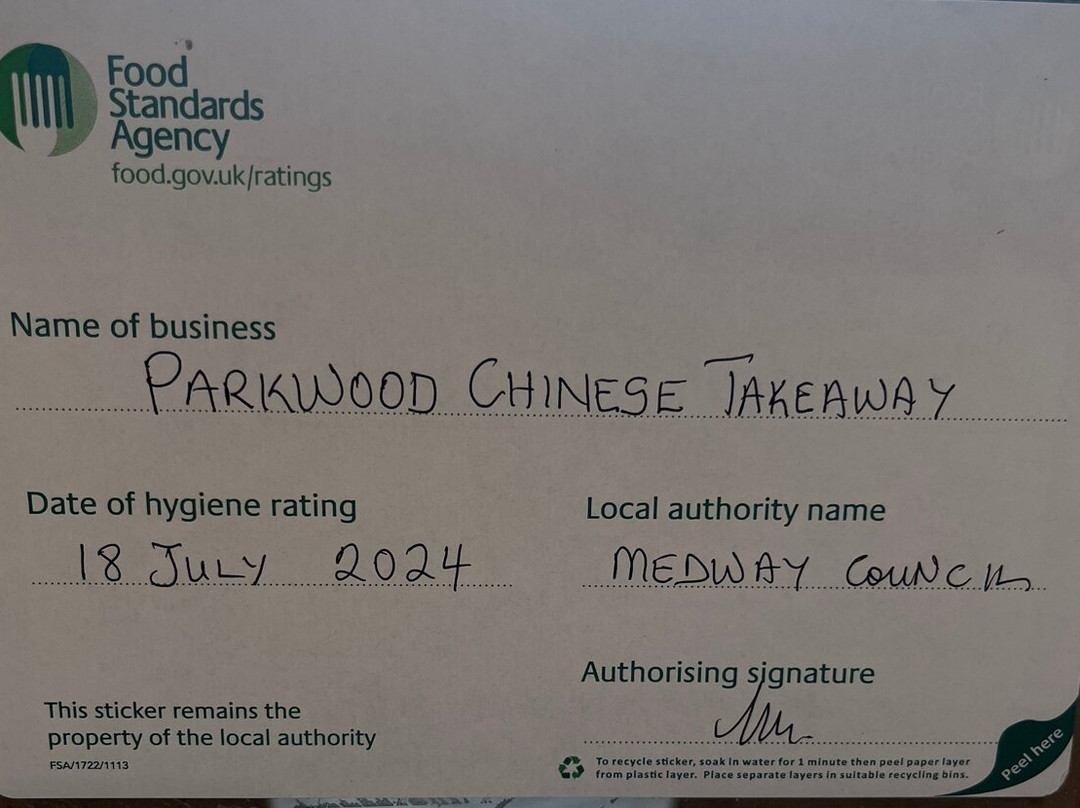 Food
Standards
Agency
food.gov.uk/ratings
Name of business
PARKWOOD CHINESE TAKEAWAY
Date of hygiene rating
18 JULY 2024
Local authority name
MEDWAY COUNCIL
Authorising signature
This sticker remains the
property of the local authority
FSA/1722/1113
To recycle sticker, soak in water for 1 minute then peel paper layer
from plastic layer. Place separate layers in suitable recycling bins.
Peel here